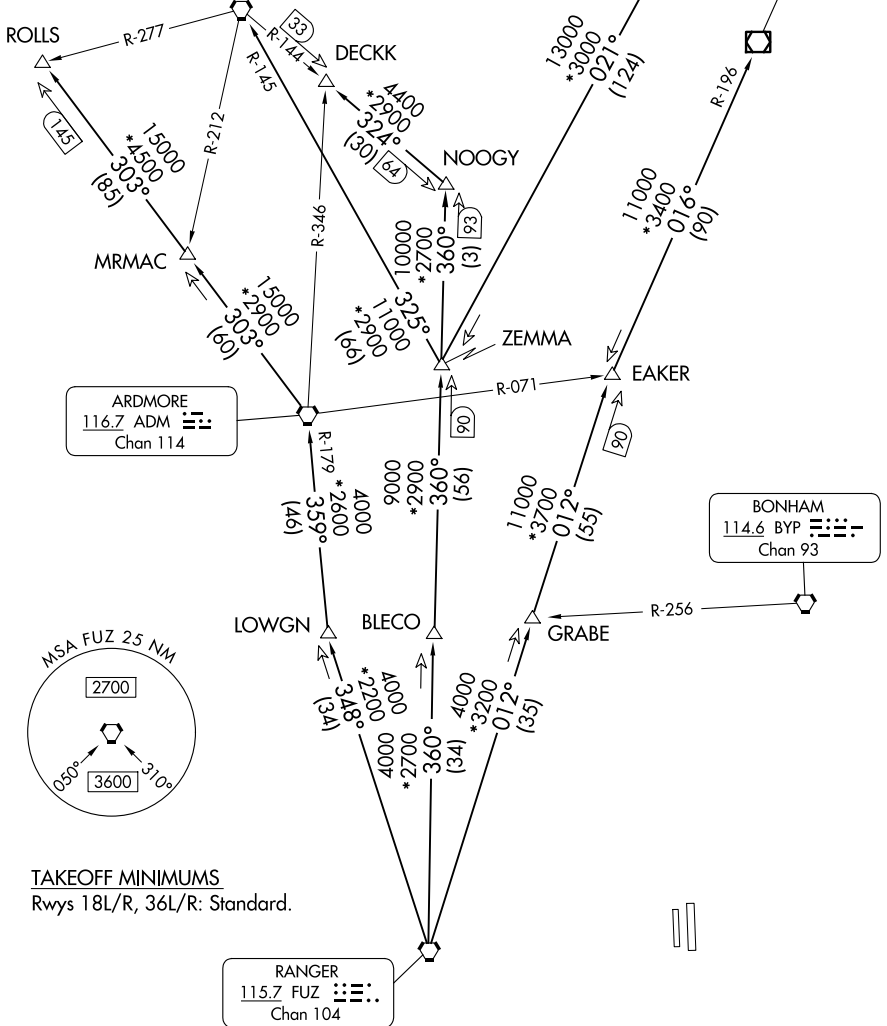 ROLLS
R-277
33
R-144
DECKK
R-145
13000
*3000
021°
(124)
R-196
145
15000
*4500
303°
(85)
R-212
4400
*2900
324°
(30)
64
NOOGY
R-346
93
11000
*3400
016°
(90)
MRMAC
10000
*2700
360°
(3)
15000
*2900
303°
(60)
325°
11000
*2900
(66)
ZEMMA
EAKER
R-071
ARDMORE
116.7 ADM
Chan 114
90
90
R-179
4000
*2600
359°
(46)
9000
*2900
360°
(56)
11000
*3700
012°
(55)
BONHAM
114.6 BYP
Chan 93
R-256
LOWGN
BLECO
GRABE
MSA FUZ 25 NM
2700
050°
310°
3600
4000
*2200
348°
(34)
4000
*2700
360°
(34)
4000
*3200
012°
(35)
TAKEOFF MINIMUMS
Rwys 18L/R, 36L/R: Standard.
RANGER
115.7 FUZ
Chan 104